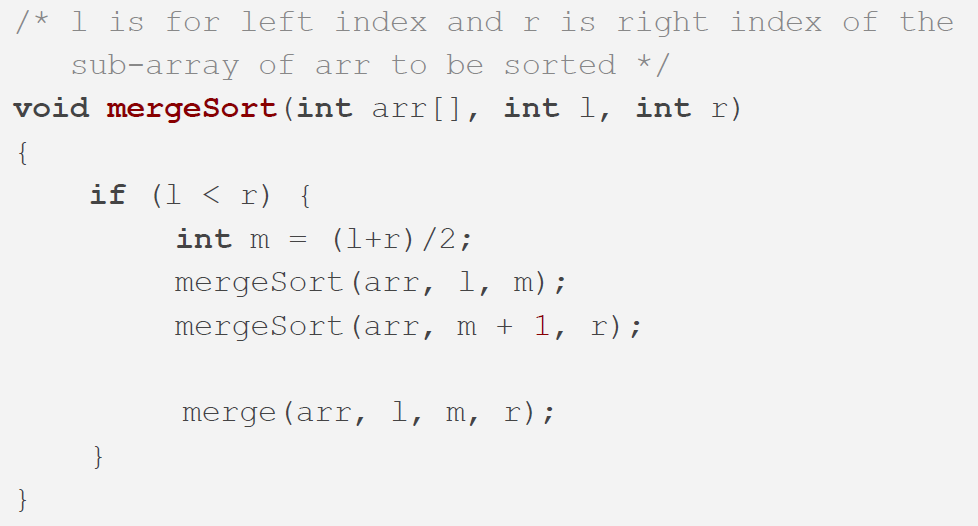 /* l is for left index and r is right index of the
sub-array of arr to be sorted */
void mergeSort(int arr[], int l, int r)
{
if (l < r) {
int m = (l+r)/2;
mergeSort(arr, l, m);
mergeSort(arr, m + 1, r);
merge(arr, l, m, r);
}
}